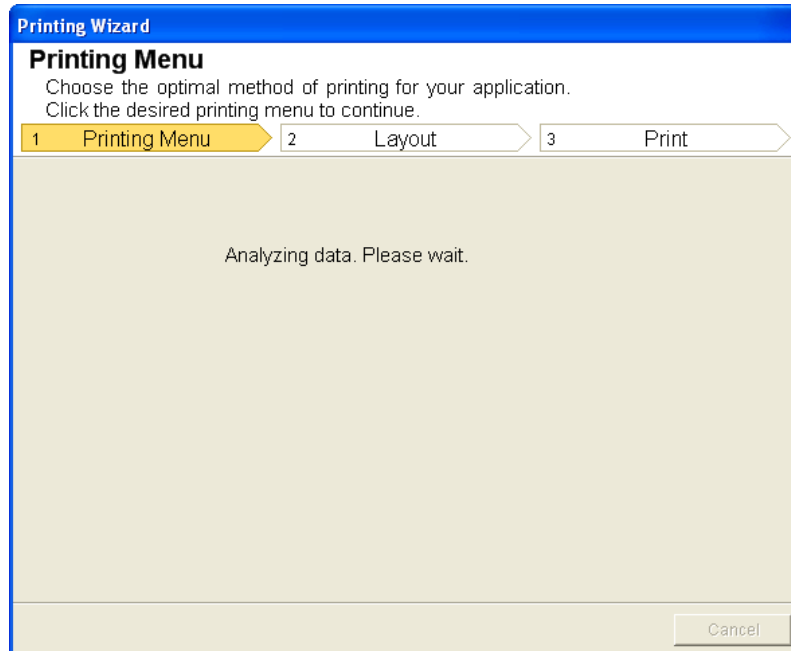 Printing Wizard
Printing Menu
Choose the optimal method of printing for your application.
Click the desired printing menu to continue.
1 Printing Menu 2 Layout 3 Print
Analyzing data. Please wait.
Cancel